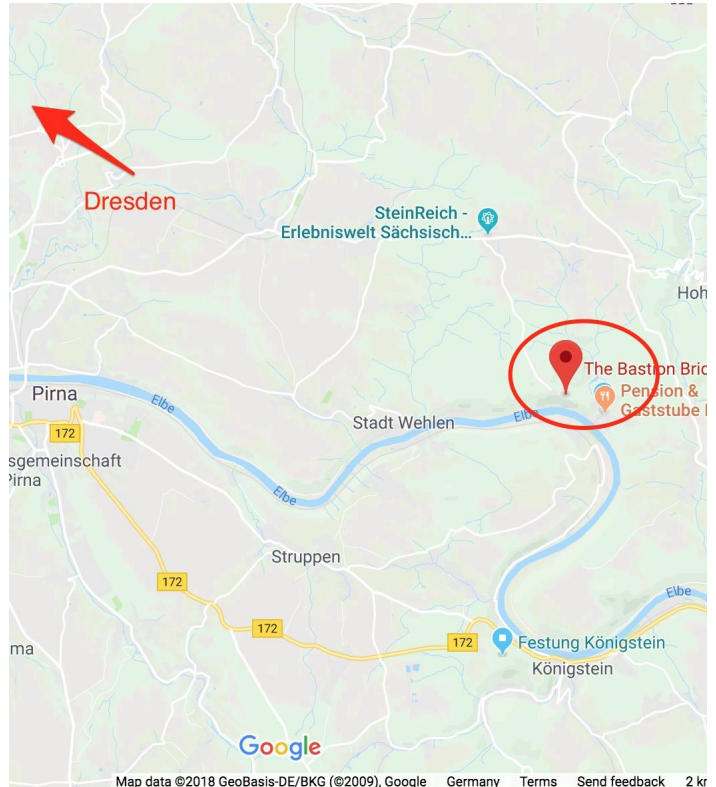 Dresden
SteinReich -
Erlebniswelt Sächsisch...
Hoh
The Bastion Brid
Pension &
Gaststube
Pirna
Elbe
172
Stadt Wehlen
Elbe
sgemeinschaft
Pirna
Elbe
Struppen
172
Elbe
172
172
Festung Königstein
ma
Königstein
Google
Map data ©2018 GeoBasis-DE/BKG (©2009), Google Germany Terms Send feedback 2 km